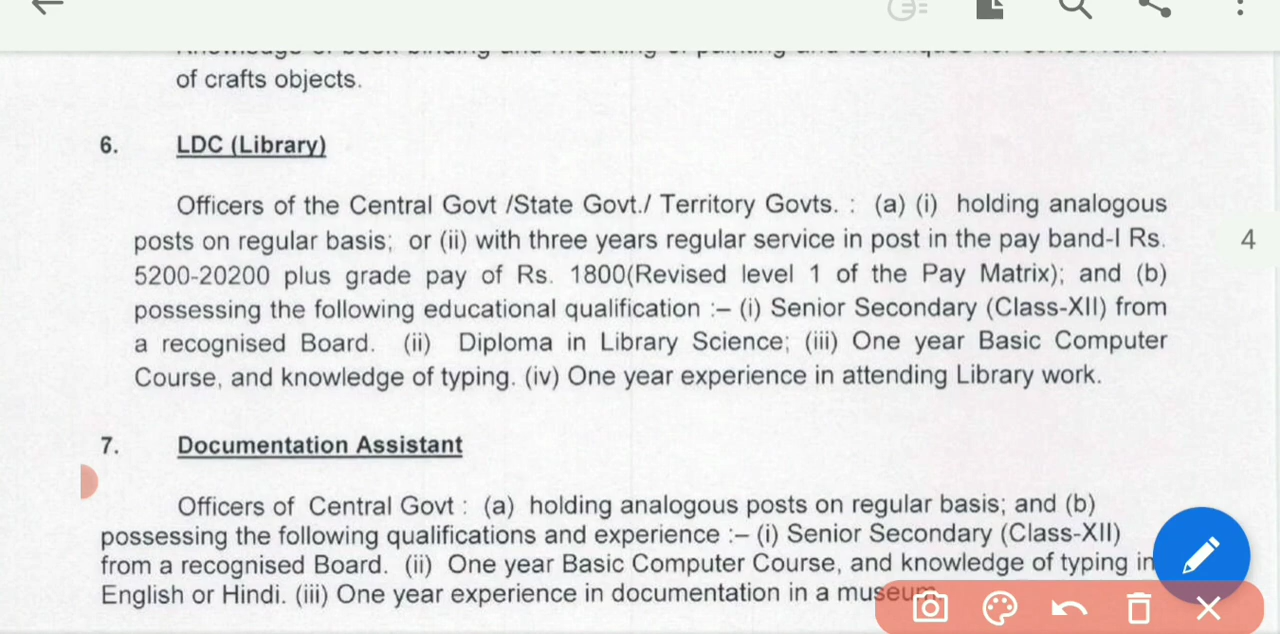 of crafts objects.
6. LDC (Library)
Officers of the Central Govt /State Govt./ Territory Govts. : (a) (i) holding analogous
posts on regular basis; or (ii) with three years regular service in post in the pay band-I Rs.
5200-20200 plus grade pay of Rs. 1800(Revised level 1 of the Pay Matrix); and (b)
possessing the following educational qualification :– (i) Senior Secondary (Class-XII) from
a recognised Board. (ii) Diploma in Library Science; (iii) One year Basic Computer
Course, and knowledge of typing. (iv) One year experience in attending Library work.
4
7. Documentation Assistant
Officers of Central Govt : (a) holding analogous posts on regular basis; and (b)
possessing the following qualifications and experience :– (i) Senior Secondary (Class-XII)
from a recognised Board. (ii) One year Basic Computer Course, and knowledge of typing in
English or Hindi. (iii) One year experience in documentation in a museum